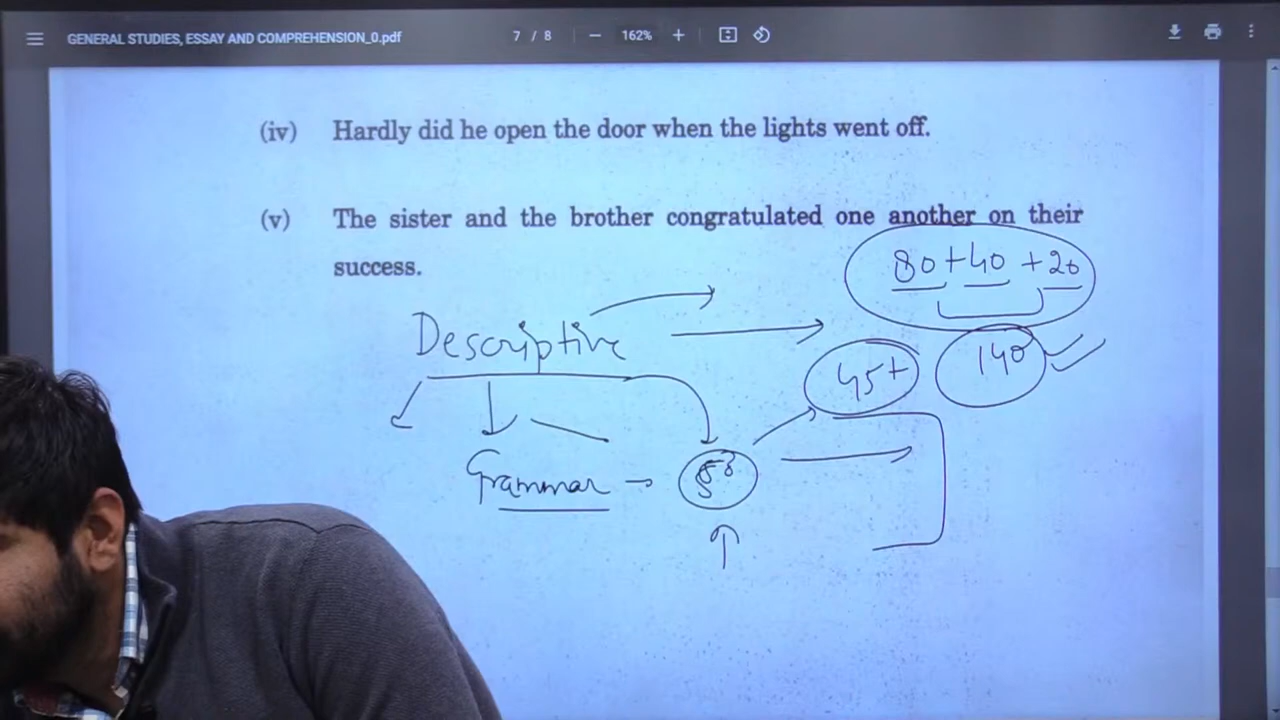 GENERAL STUDIES, ESSAY AND COMPREHENSION_0.pdf
7 / 8
162%
(iv) Hardly did he open the door when the lights went off.
(v) The sister and the brother congratulated one another on their
success.
80+40+20
Descriptive
45+
140
Grammar